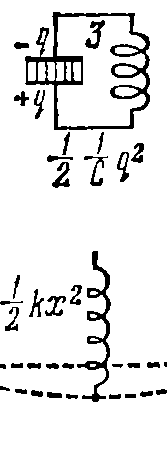 -q
3
+q
1/2 1/C q²
1/2 kx²